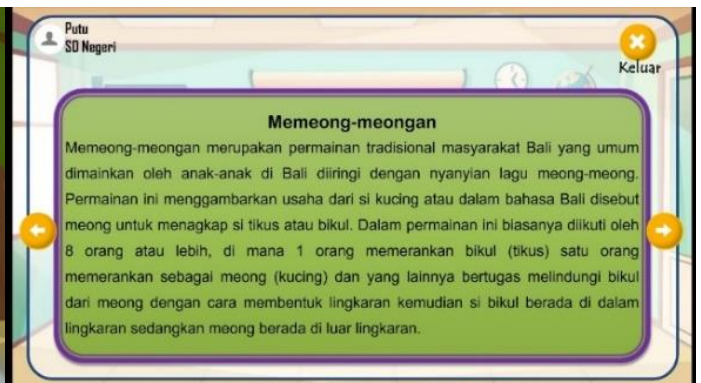 Putu
SD Negeri
Keluar
Memeong-meongan
Memeong-meongan merupakan permainan tradisional masyarakat Bali yang umum
dimainkan oleh anak-anak di Bali diiringi dengan nyanyian lagu meong-meong.
Permainan ini menggambarkan usaha dari si kucing atau dalam bahasa Bali disebut
meong untuk menagkap si tikus atau bikul. Dalam permainan ini biasanya diikuti oleh
8 orang atau lebih, di mana 1 orang memerankan bikul (tikus) satu orang
memerankan sebagai meong (kucing) dan yang lainnya bertugas melindungi bikul
dari meong dengan cara membentuk lingkaran kemudian si bikul berada di dalam
lingkaran sedangkan meong berada di luar lingkaran.